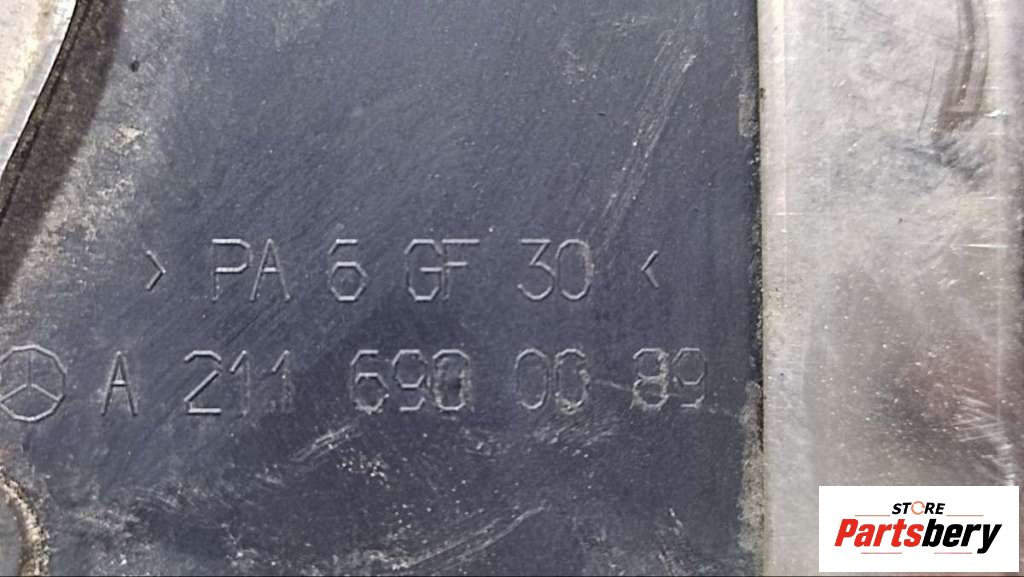 > PA 6 GF 30 <
A 211 690 00 89
STORE
Partsbery